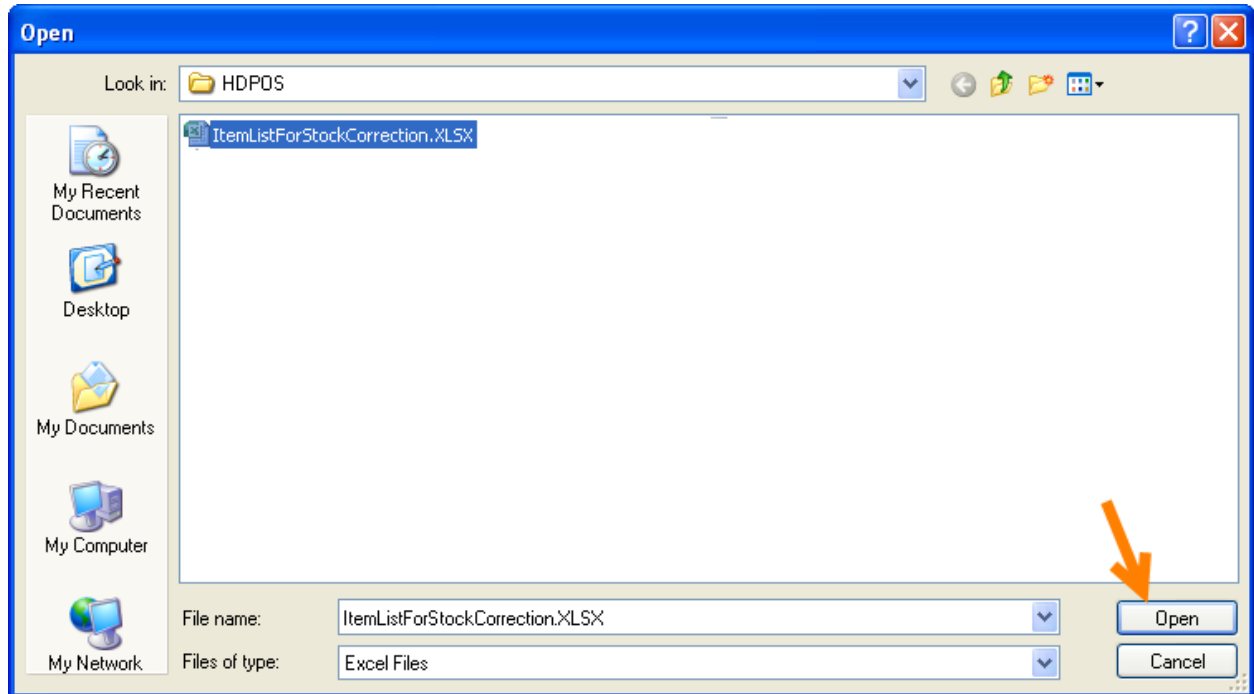 Open
Look in: HDPOS
ItemListForStockCorrection.XLSX
My Recent
Documents
Desktop
My Documents
My Computer
My Network
File name: ItemListForStockCorrection.XLSX Open
Files of type: Excel Files Cancel